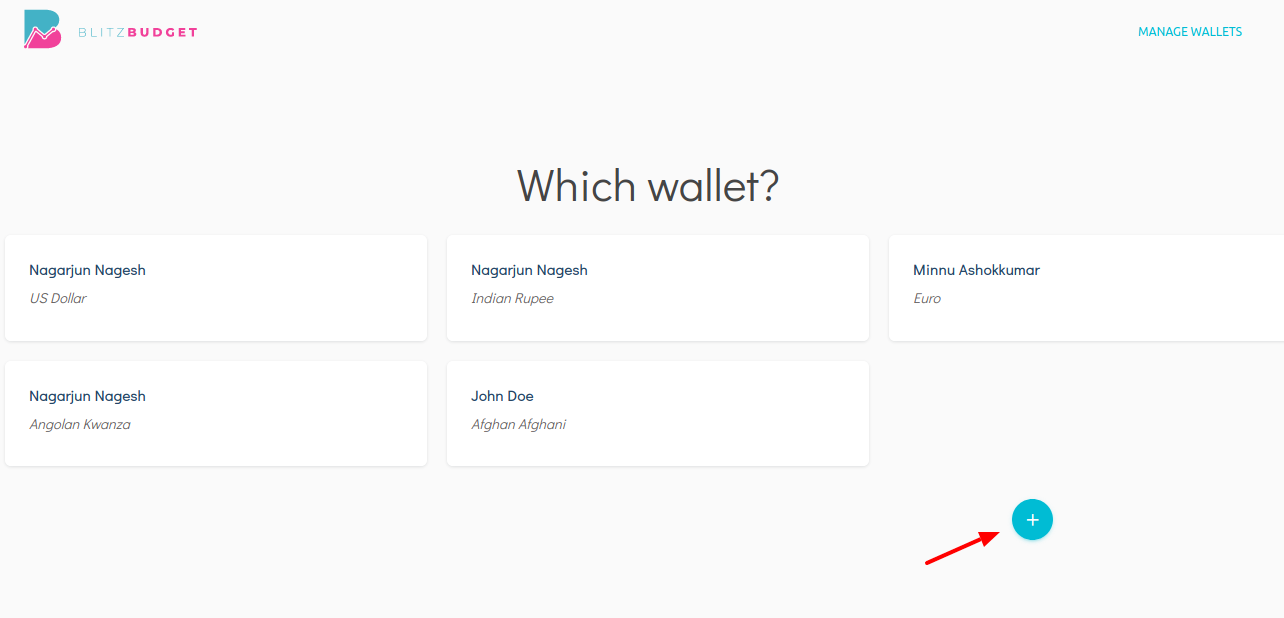 BLITZBUDGET
MANAGE WALLETS
Which wallet?
Nagarjun Nagesh
US Dollar
Nagarjun Nagesh
Indian Rupee
Minnu Ashokkumar
Euro
Nagarjun Nagesh
Angolan Kwanza
John Doe
Afghan Afghani
+